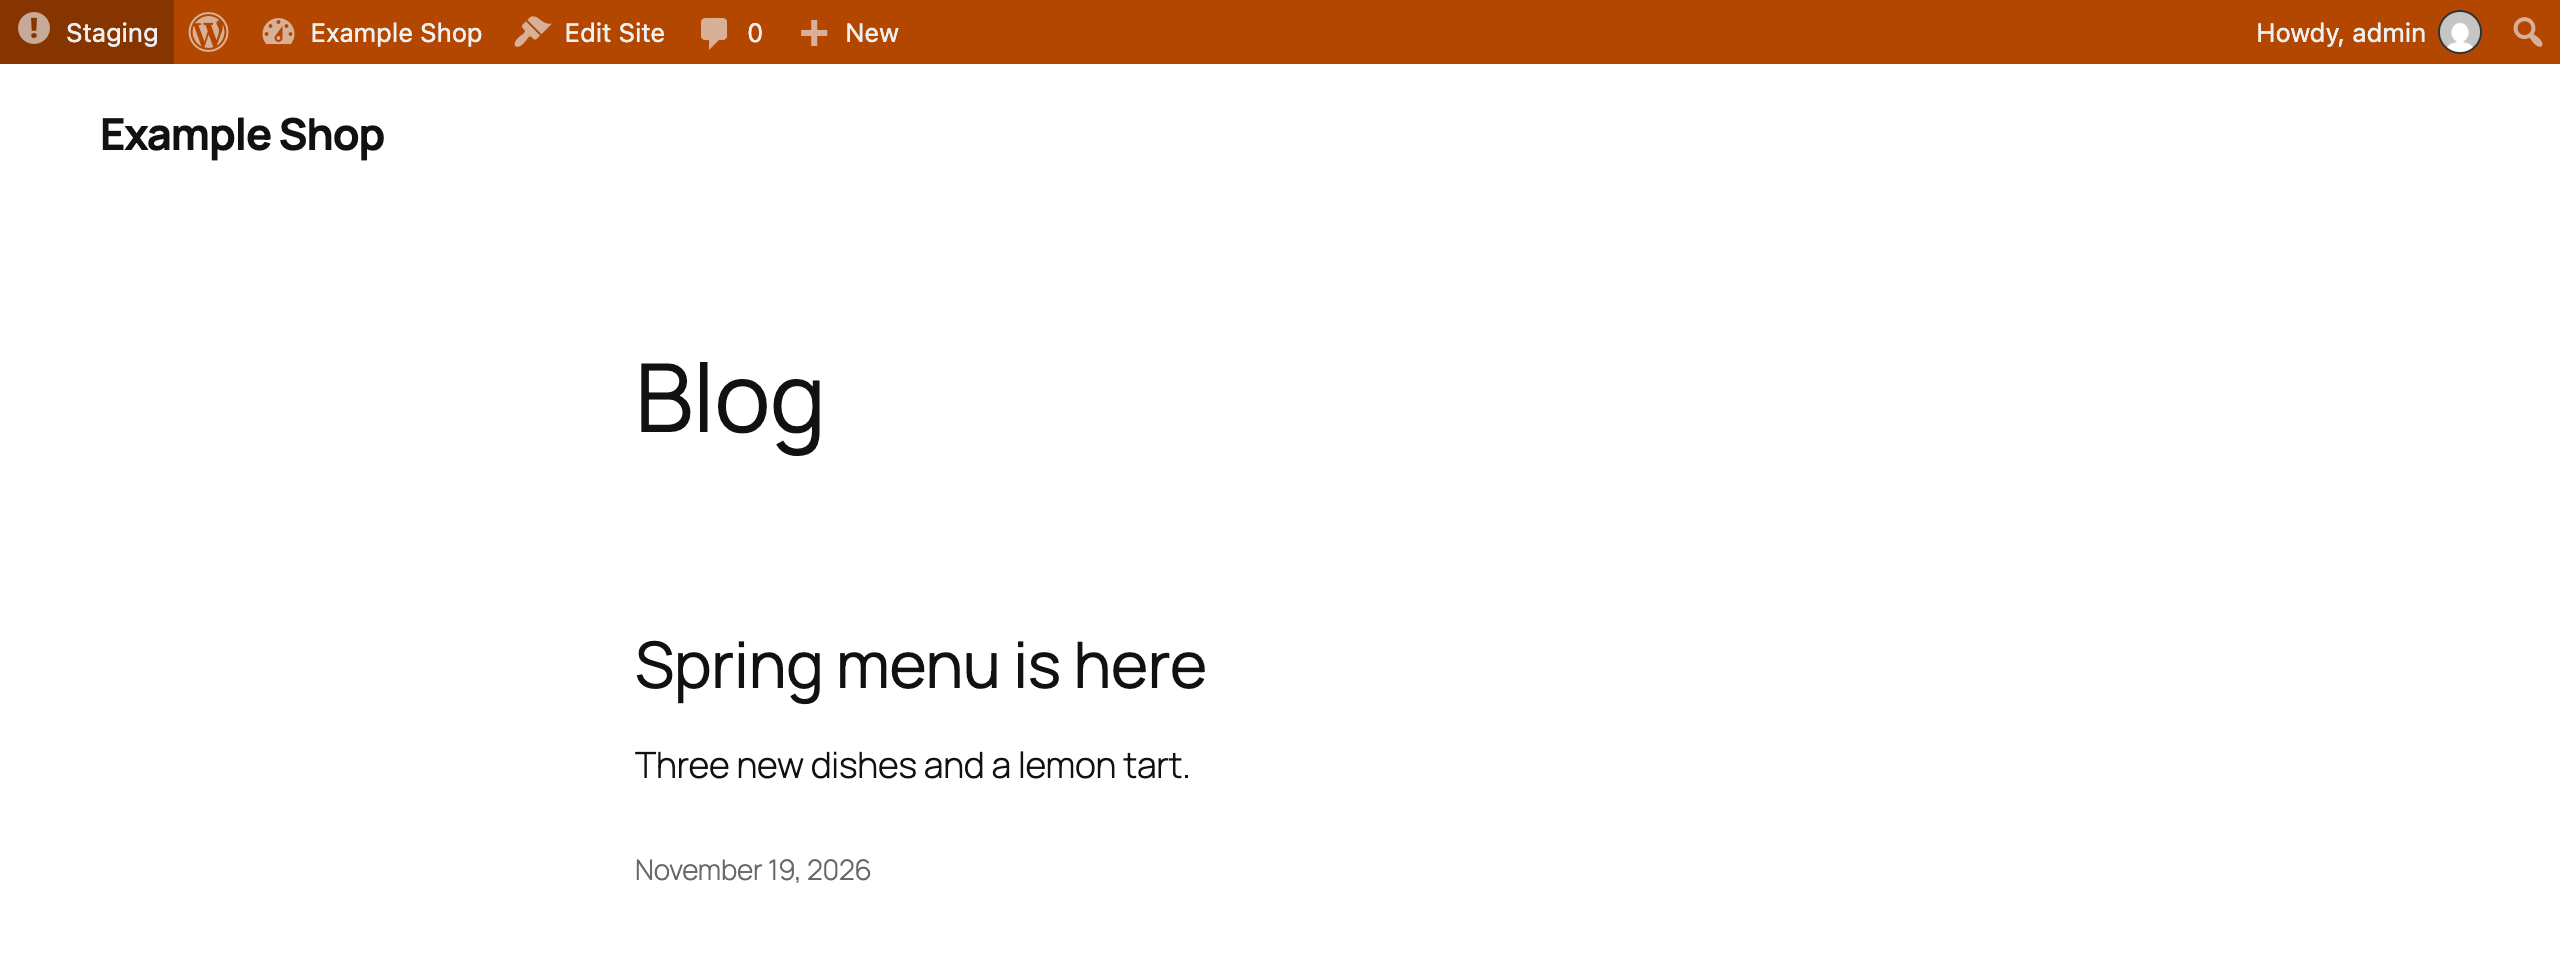 Staging Example Shop Edit Site 0 New Howdy, admin
Example Shop
Blog
Spring menu is here
Three new dishes and a lemon tart.
November 19, 2026